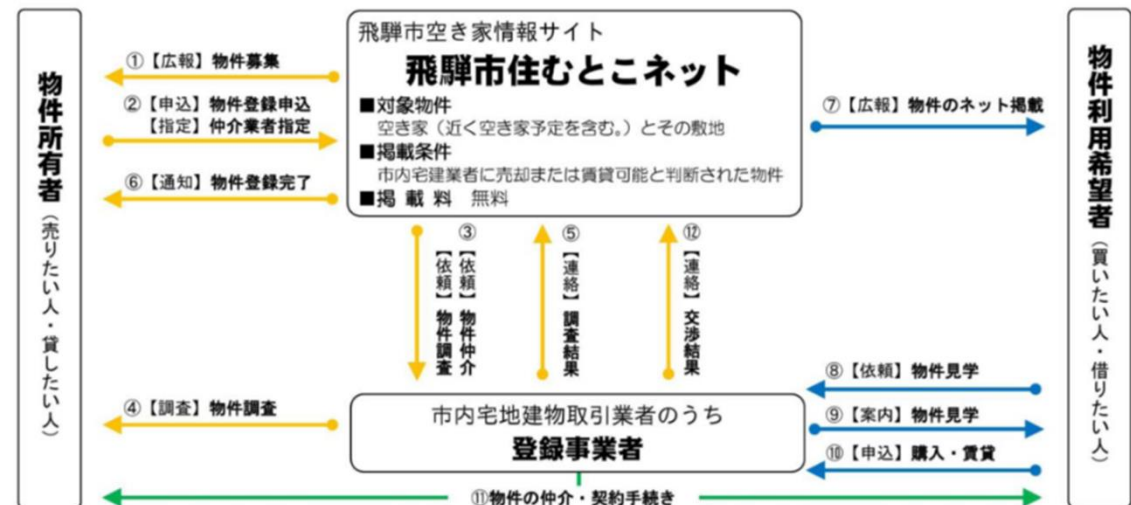 物件所有者（売りたい人・貸したい人）
①【広報】物件募集
②【申込】物件登録申込
【指定】仲介業者指定
⑥【通知】物件登録完了
④【調査】物件調査
飛騨市空き家情報サイト
飛騨市住むとこネット
■対象物件
空き家（近く空き家予定を含む。）とその敷地
■掲載条件
市内宅建業者に売却または賃貸可能と判断された物件
■掲 載 料　無料
③【依頼】物件仲介
【依頼】物件調査
⑤【連絡】調査結果
⑫【連絡】交渉結果
市内宅地建物取引業者のうち
登録事業者
⑪物件の仲介・契約手続き
⑦【広報】物件のネット掲載
⑧【依頼】物件見学
⑨【案内】物件見学
⑩【申込】購入・賃貸
物件利用希望者（買いたい人・借りたい人）